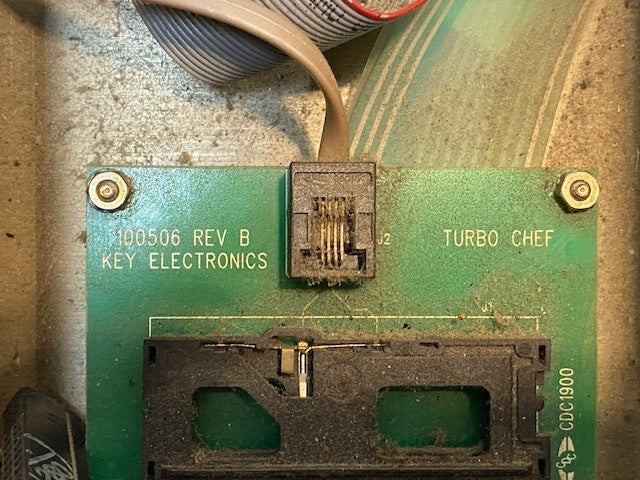 100506 REV B
KEY ELECTRONICS
J2
TURBO CHEF
J1
CDC1900